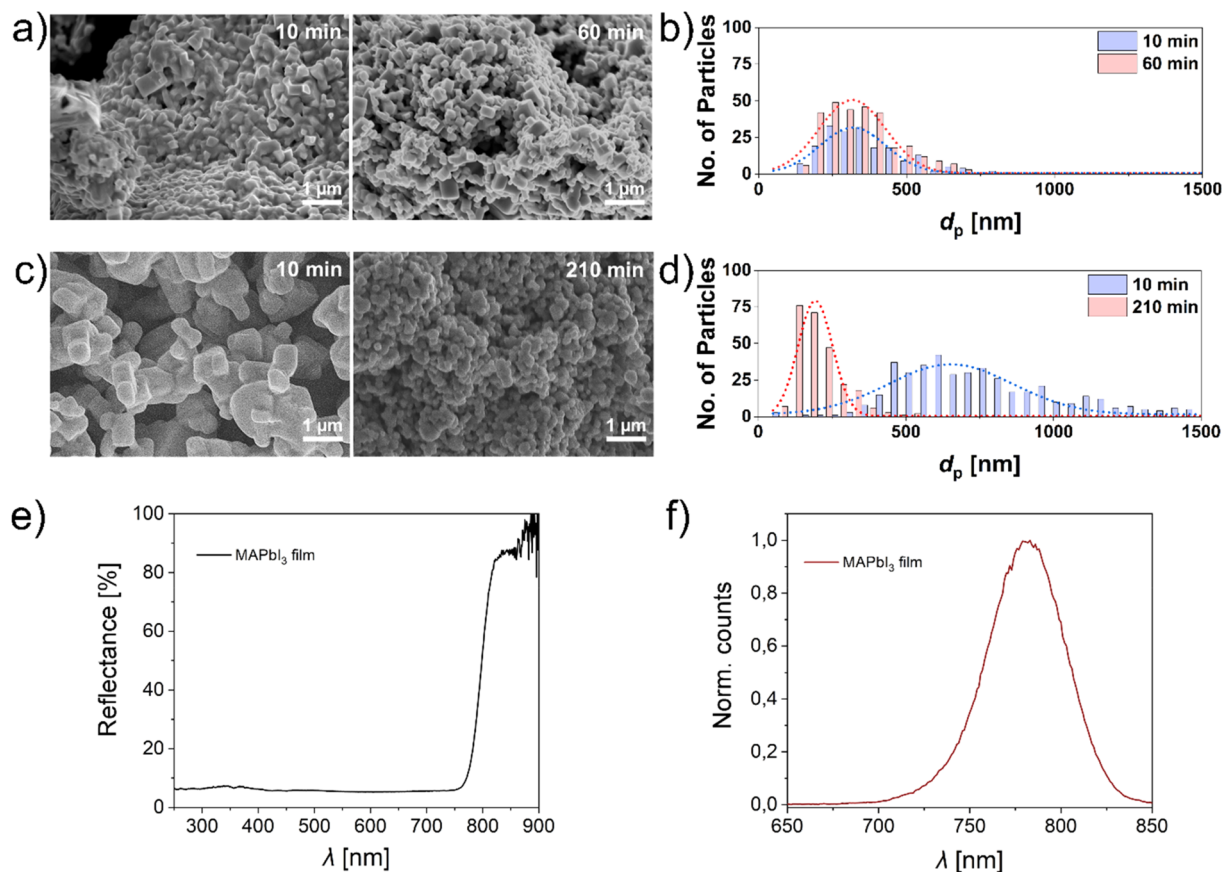 a)
10 min
1 μm
60 min
1 μm
b)
No. of Particles
100
75
50
25
0
10 min
60 min
0
500
1000
1500
dp [nm]
c)
10 min
1 μm
210 min
1 μm
d)
No. of Particles
100
75
50
25
0
10 min
210 min
0
500
1000
1500
dp [nm]
e)
Reflectance [%]
100
80
60
40
20
0
MAPbI3 film
300 400 500 600 700 800 900
λ [nm]
f)
Norm. counts
1,0
0,8
0,6
0,4
0,2
0,0
MAPbI3 film
650 700 750 800 850
λ [nm]